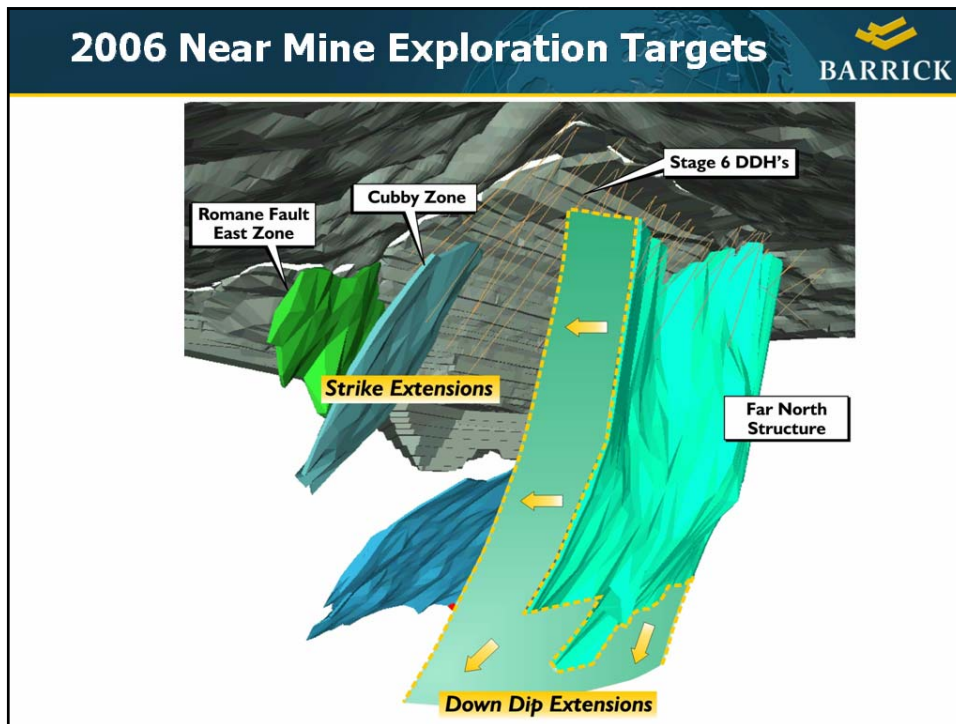 2006 Near Mine Exploration Targets
BARRICK
Stage 6 DDH's
Cubby Zone
Romane Fault
East Zone
Strike Extensions
Far North
Structure
Down Dip Extensions